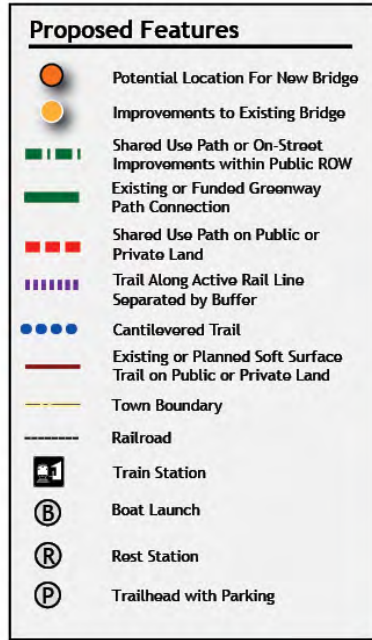 Proposed Features
Potential Location For New Bridge
Improvements to Existing Bridge
Shared Use Path or On-Street
Improvements within Public ROW
Existing or Funded Greenway
Path Connection
Shared Use Path on Public or
Private Land
Trail Along Active Rail Line
Separated by Buffer
Cantilevered Trail
Existing or Planned Soft Surface
Trail on Public or Private Land
Town Boundary
Railroad
Train Station
B Boat Launch
R Rest Station
P Trailhead with Parking